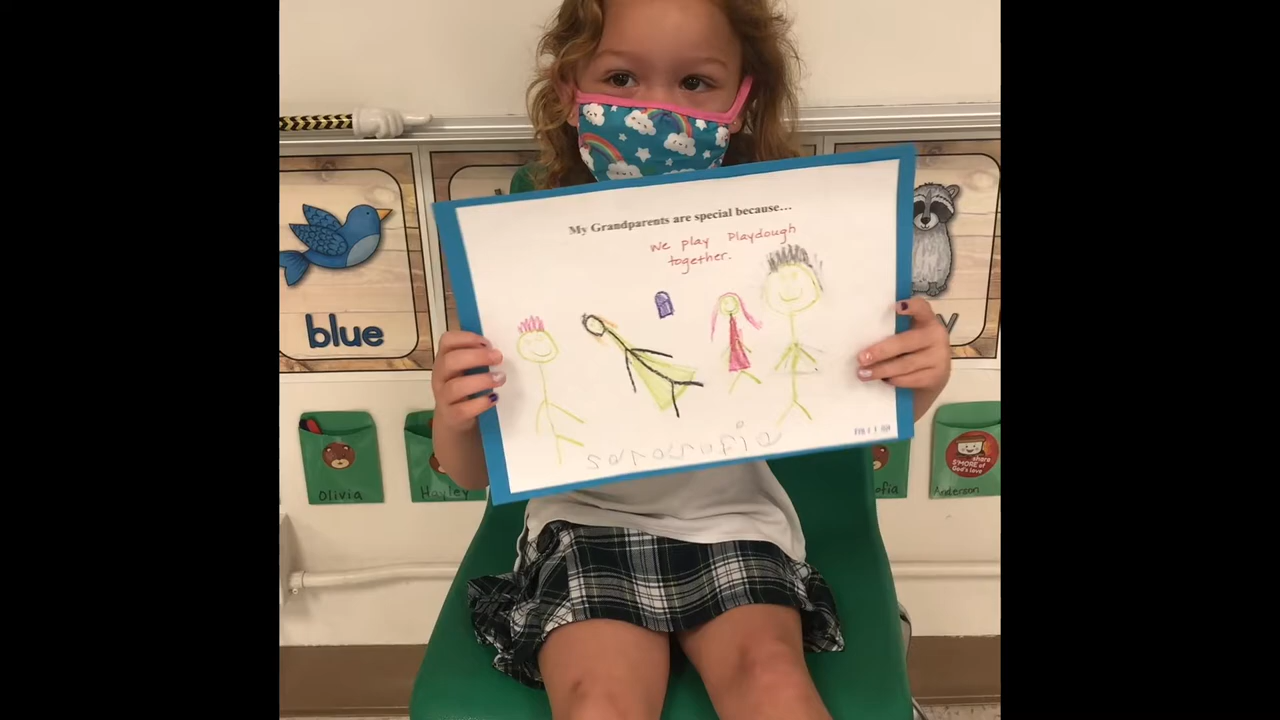 My Grandparents are special because...
We play Playdough
together.
blue
y
Olivia
Hayley
ofia
share
S'MORE of
God's love
Anderson